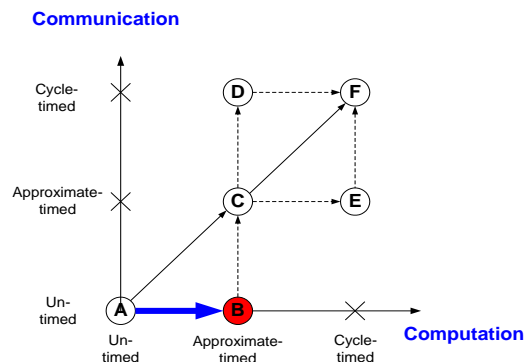 Communication
Cycle-
timed
D
F
Approximate-
timed
C
E
Un-
timed
A
B
Computation
Un-
timed
Approximate-
timed
Cycle-
timed